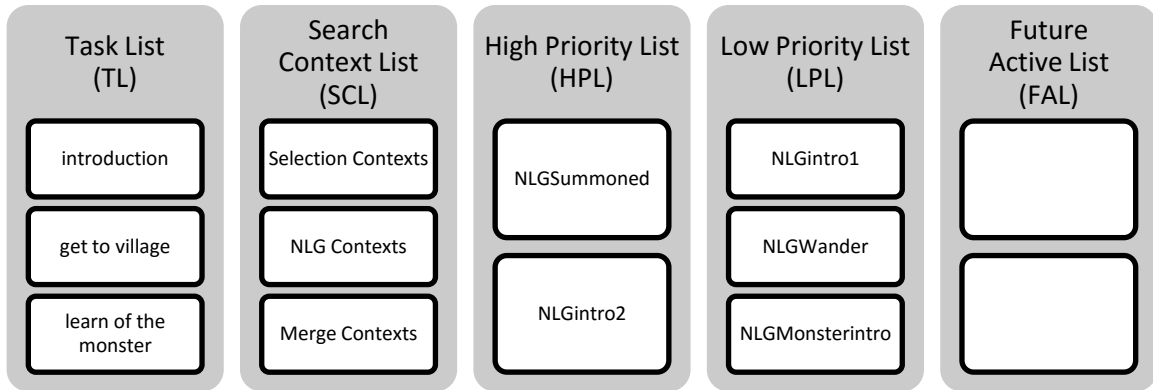 Task List
(TL)
introduction
get to village
learn of the
monster
Search
Context List
(SCL)
Selection Contexts
NLG Contexts
Merge Contexts
High Priority List
(HPL)
NLGSummoned
NLGintro2
Low Priority List
(LPL)
NLGintro1
NLGWander
NLGMonsterintro
Future
Active List
(FAL)